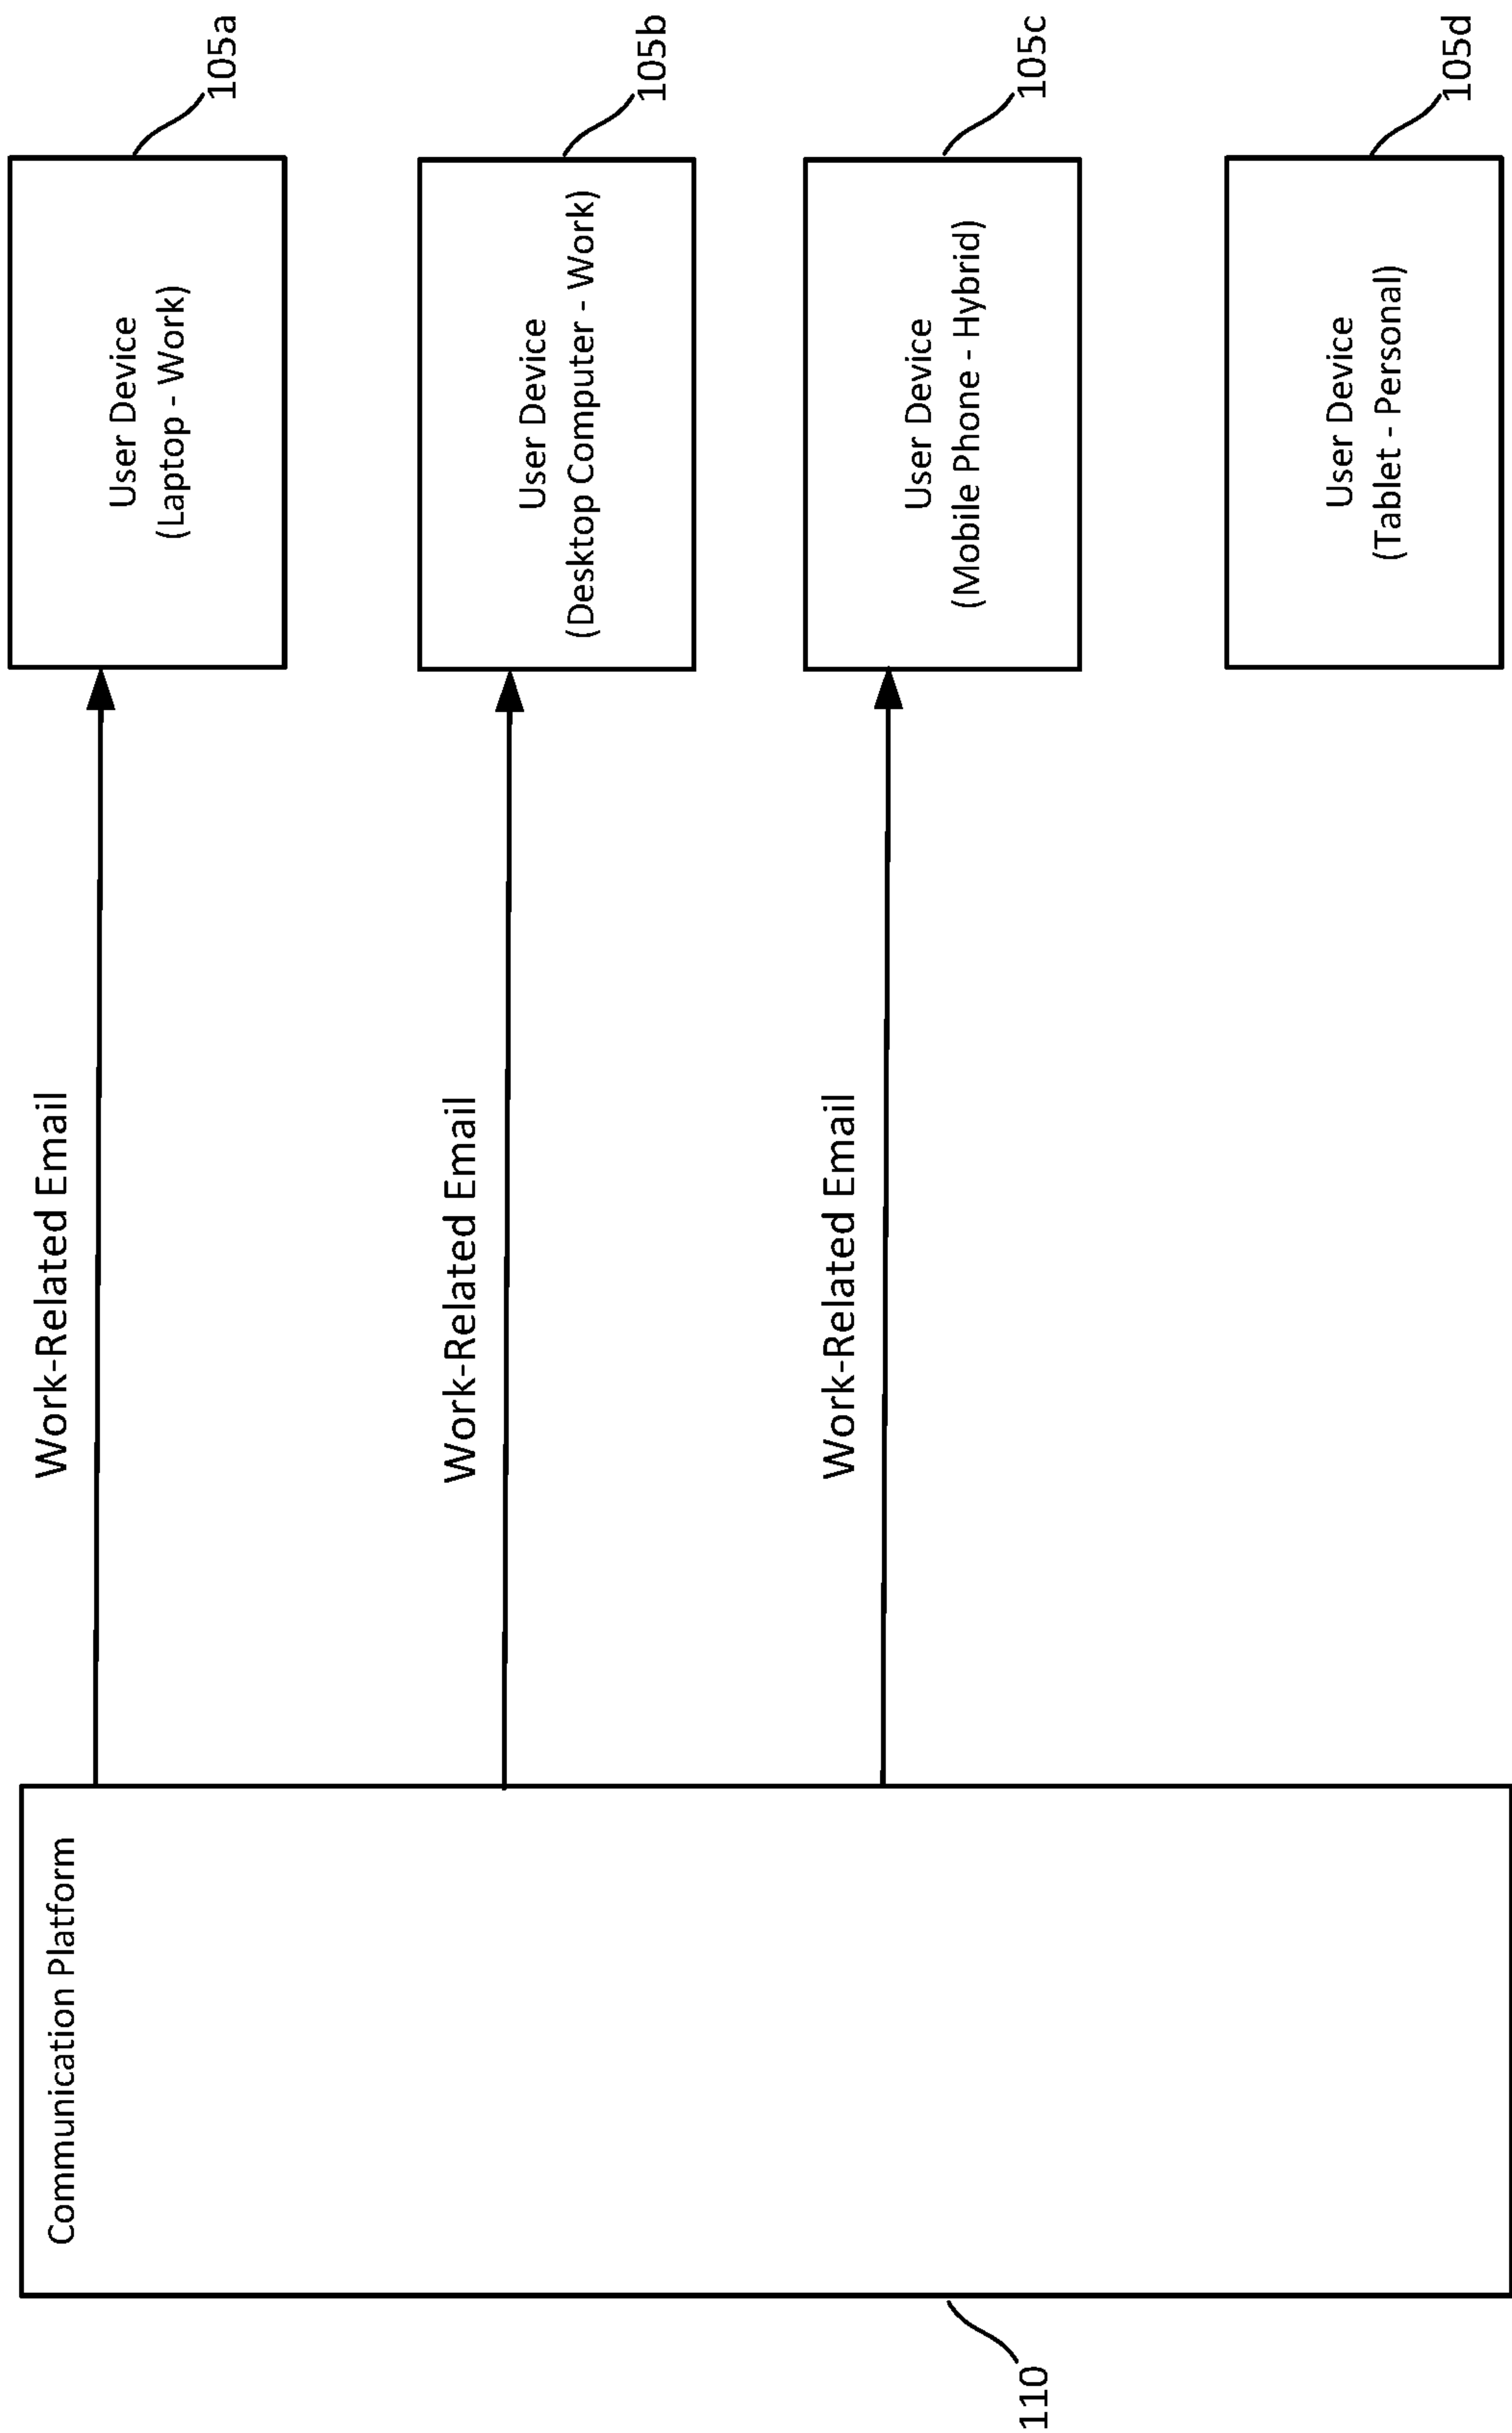 Communication Platform
110
Work-Related Email
User Device
(Laptop - Work)
105a
Work-Related Email
User Device
(Desktop Computer - Work)
105b
Work-Related Email
User Device
(Mobile Phone - Hybrid)
105c
User Device
(Tablet - Personal)
105d